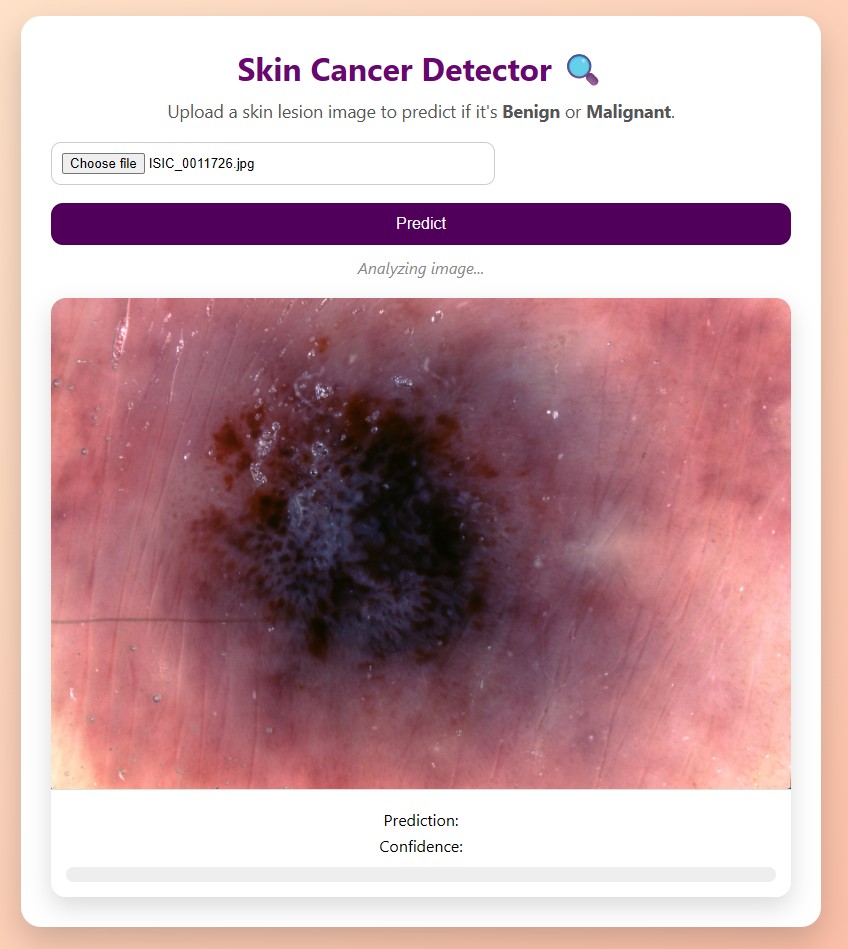 Skin Cancer Detector 🔍
Upload a skin lesion image to predict if it's Benign or Malignant.
Choose file ISIC_0011726.jpg
Predict
Analyzing image...
Prediction:
Confidence: